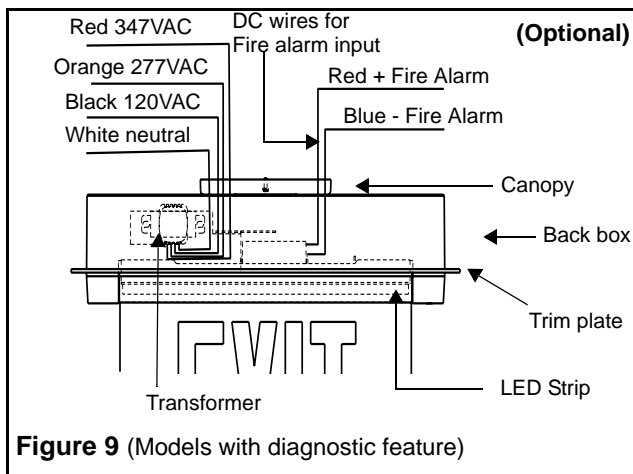 Red 347VAC
Orange 277VAC
Black 120VAC
White neutral
DC wires for
Fire alarm input
(Optional)
Red + Fire Alarm
Blue - Fire Alarm
Canopy
Back box
Trim plate
LED Strip
Transformer
EXIT
Figure 9 (Models with diagnostic feature)